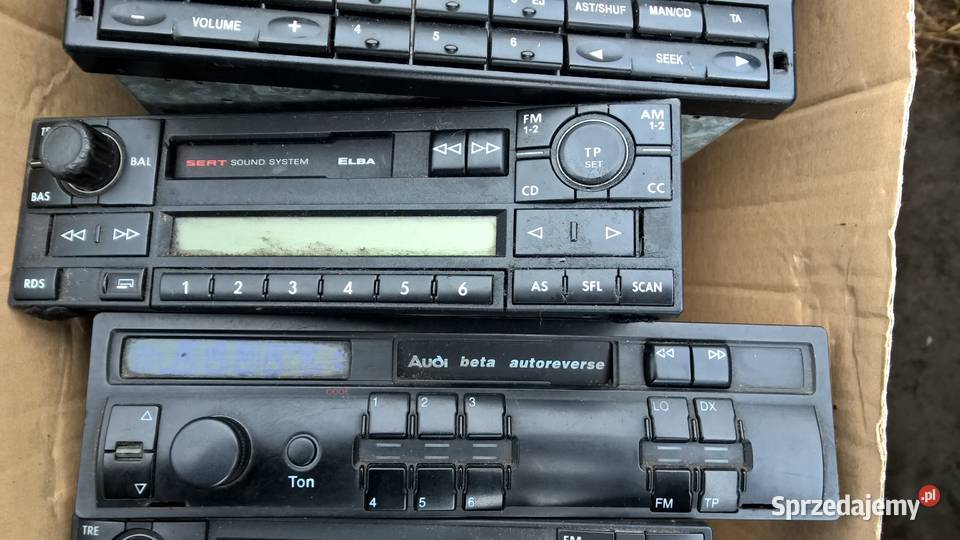 VOLUME
4 5 6
AST/SHUF MAN/CD TA
SEEK
BAL
BAS
SEAT SOUND SYSTEM ELBA
FM 1-2
AM 1-2
TP
SET
CD
CC
RDS
1 2 3 4 5 6
AS SFL SCAN
Audi beta autoreverse
CODE
1 2 3
LO DX
Ton
4 5 6
FM TP
TRE
FM
Sprzedajemy.pl